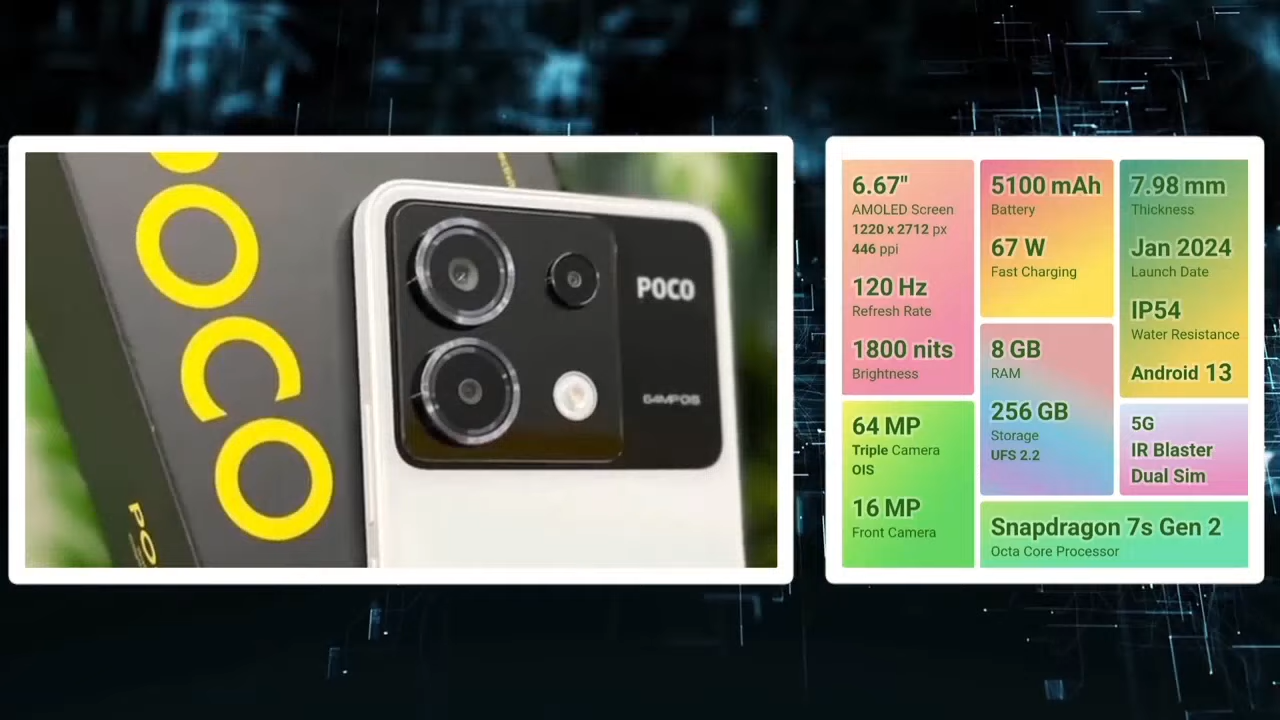 POCO
POCO
64MP OIS
6.67"
AMOLED Screen
1220 x 2712 px
446 ppi
120 Hz
Refresh Rate
1800 nits
Brightness
64 MP
Triple Camera
OIS
16 MP
Front Camera
5100 mAh
Battery
67 W
Fast Charging
8 GB
RAM
256 GB
Storage
UFS 2.2
7.98 mm
Thickness
Jan 2024
Launch Date
IP54
Water Resistance
Android 13
5G
IR Blaster
Dual Sim
Snapdragon 7s Gen 2
Octa Core Processor